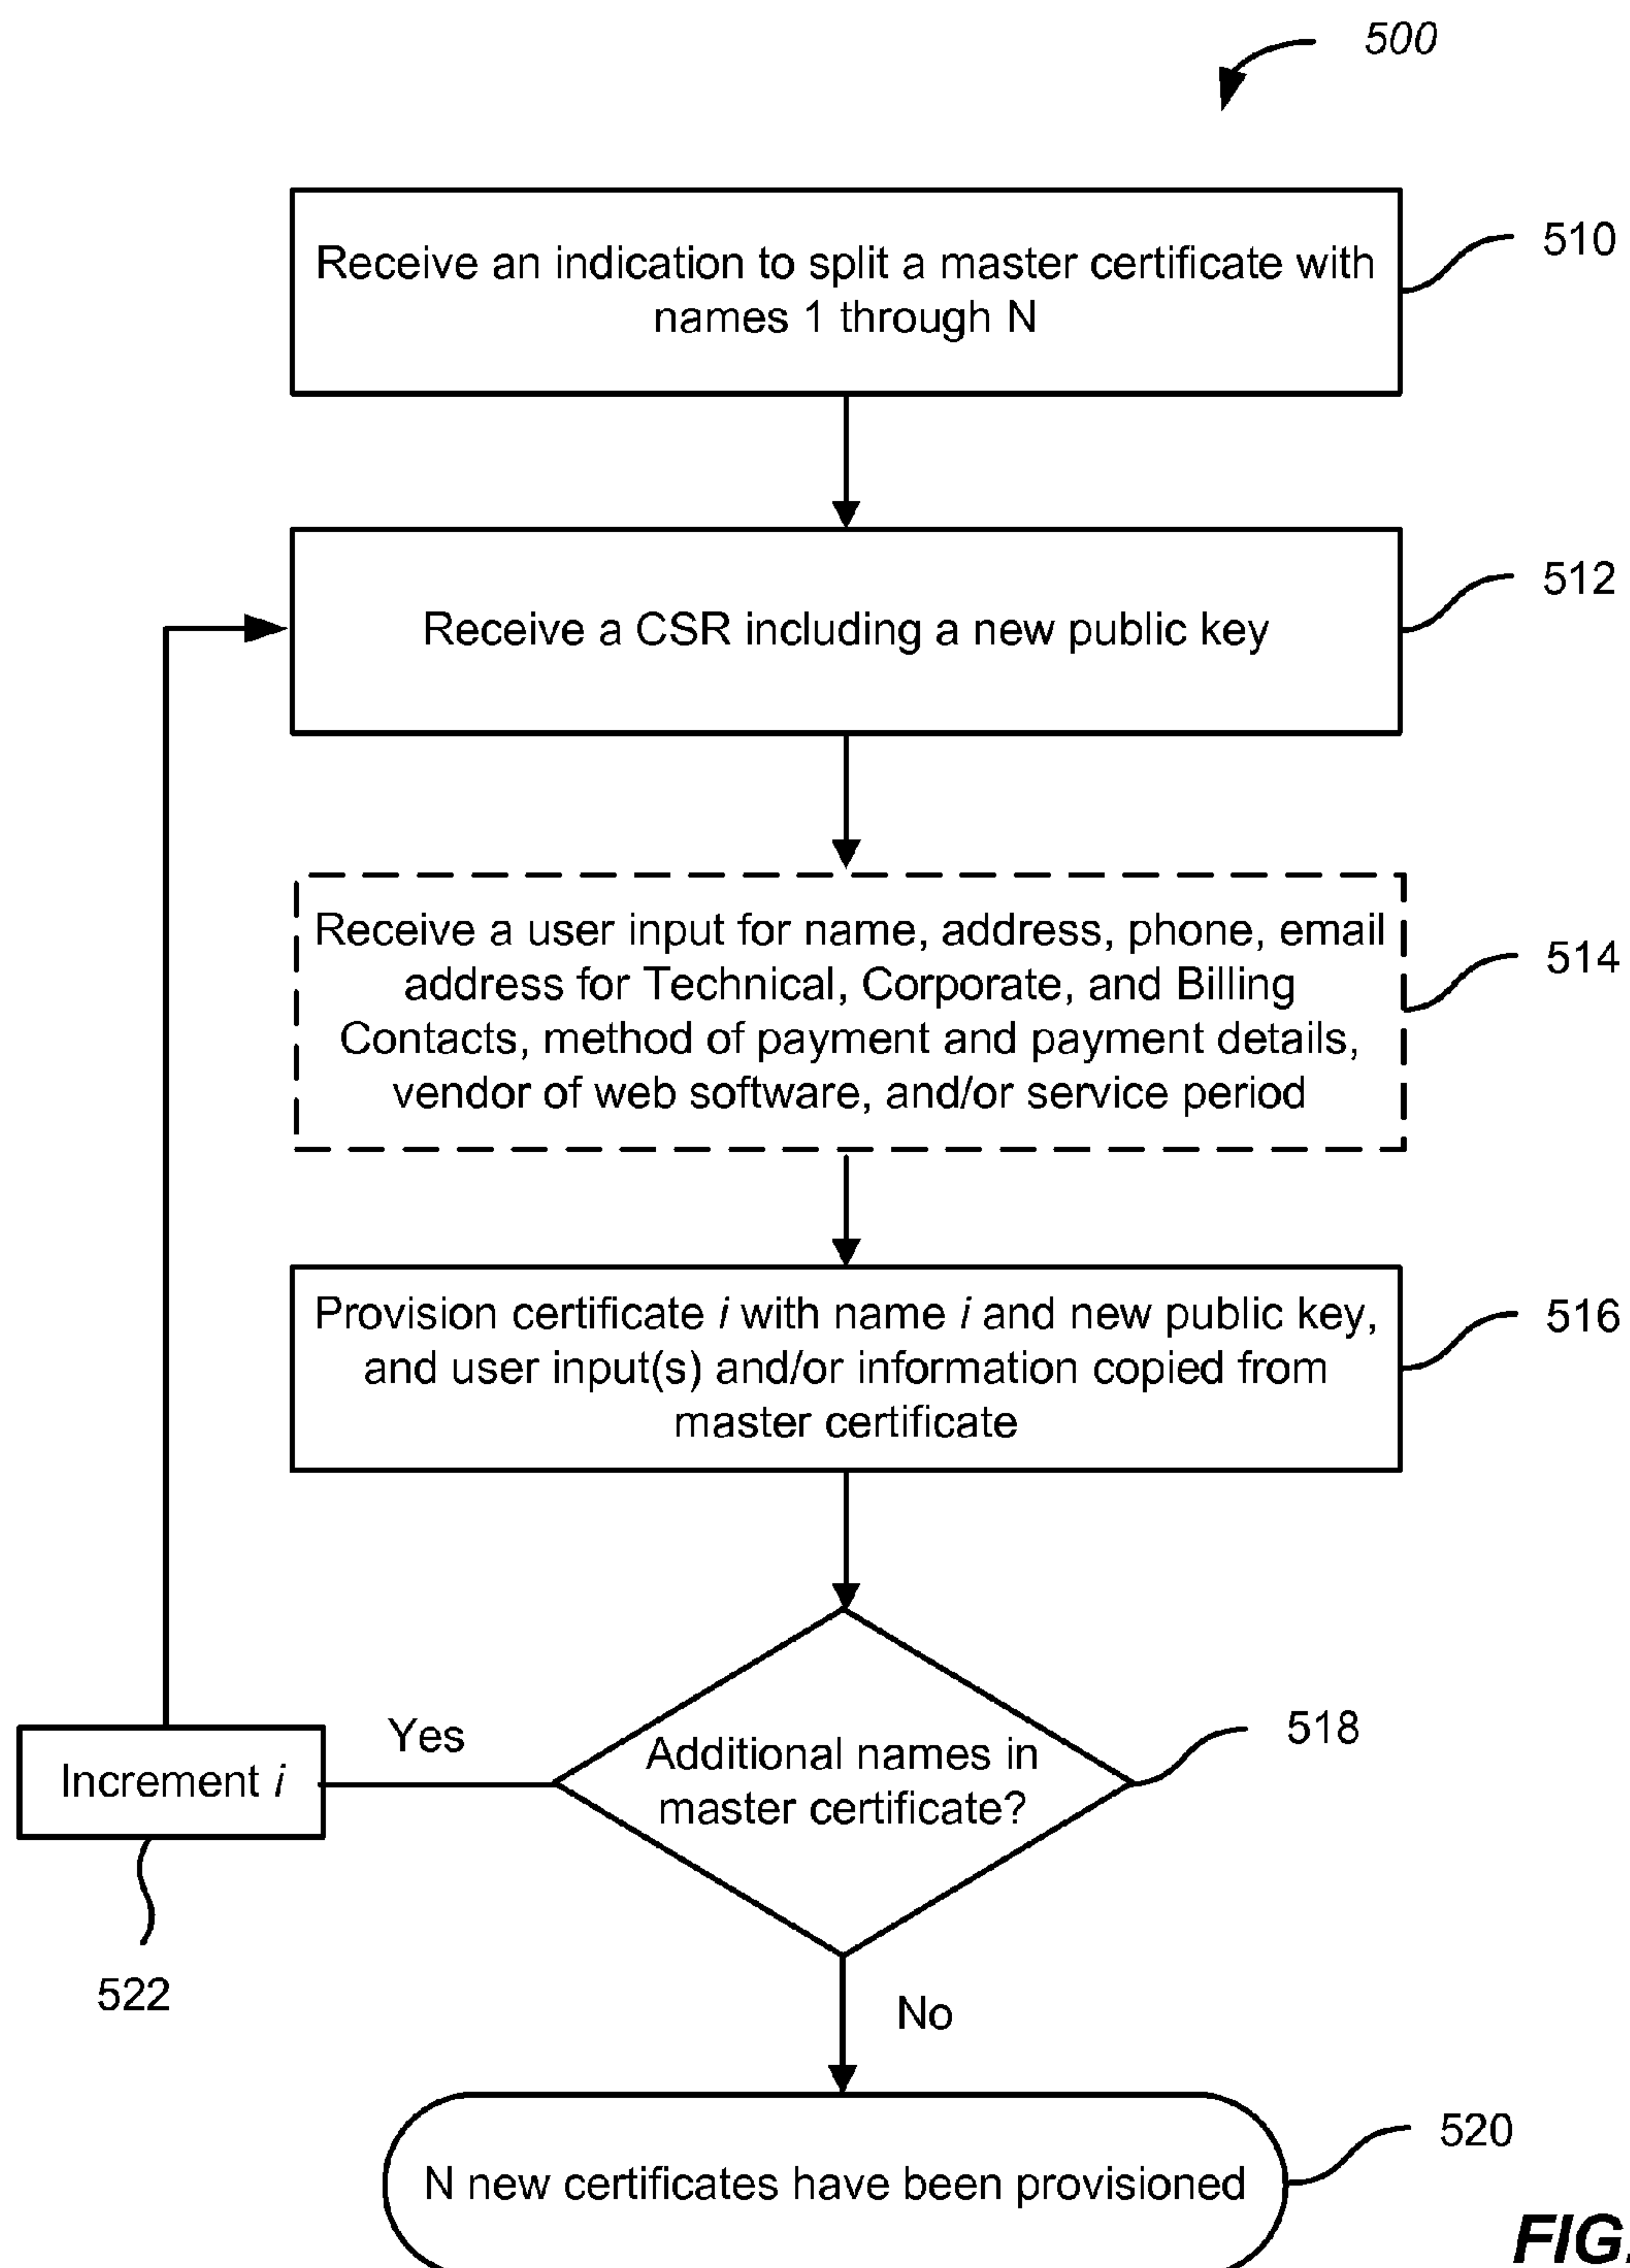 500
Receive an indication to split a master certificate with
names 1 through N
510
Receive a CSR including a new public key
512
Receive a user input for name, address, phone, email
address for Technical, Corporate, and Billing
Contacts, method of payment and payment details,
vendor of web software, and/or service period
514
Provision certificate i with name i and new public key,
and user input(s) and/or information copied from
master certificate
516
Additional names in
master certificate?
518
Yes
Increment i
522
No
N new certificates have been provisioned
520
FIG.